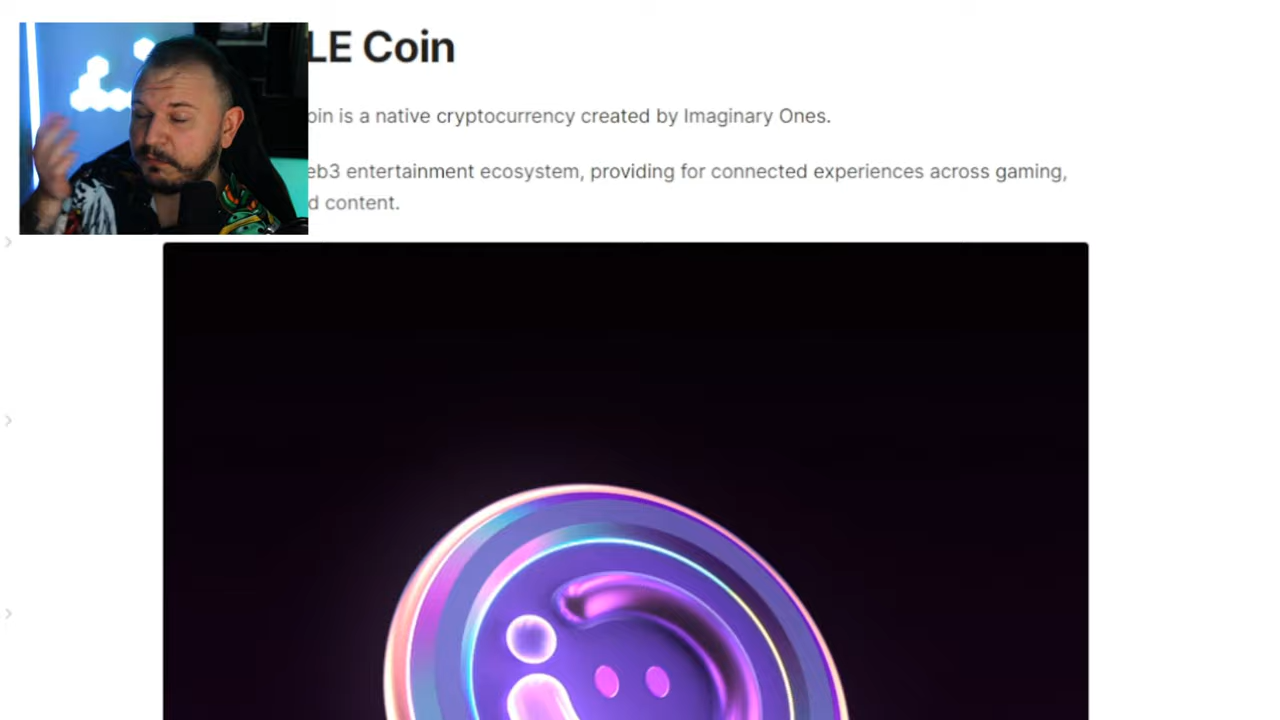 LE Coin
oin is a native cryptocurrency created by Imaginary Ones.
eb3 entertainment ecosystem, providing for connected experiences across gaming,
d content.